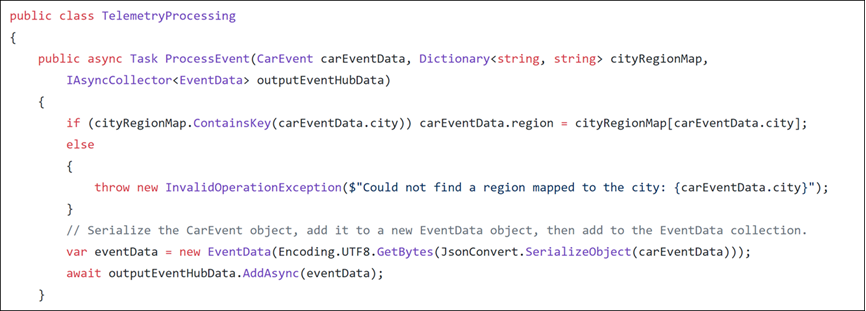 public class TelemetryProcessing
{
    public async Task ProcessEvent(CarEvent carEventData, Dictionary<string, string> cityRegionMap,
        IAsyncCollector<EventData> outputEventHubData)
    {
        if (cityRegionMap.ContainsKey(carEventData.city)) carEventData.region = cityRegionMap[carEventData.city];
        else
        {
            throw new InvalidOperationException($"Could not find a region mapped to the city: {carEventData.city}");
        }
        // Serialize the CarEvent object, add it to a new EventData object, then add to the EventData collection.
        var eventData = new EventData(Encoding.UTF8.GetBytes(JsonConvert.SerializeObject(carEventData)));
        await outputEventHubData.AddAsync(eventData);
    }